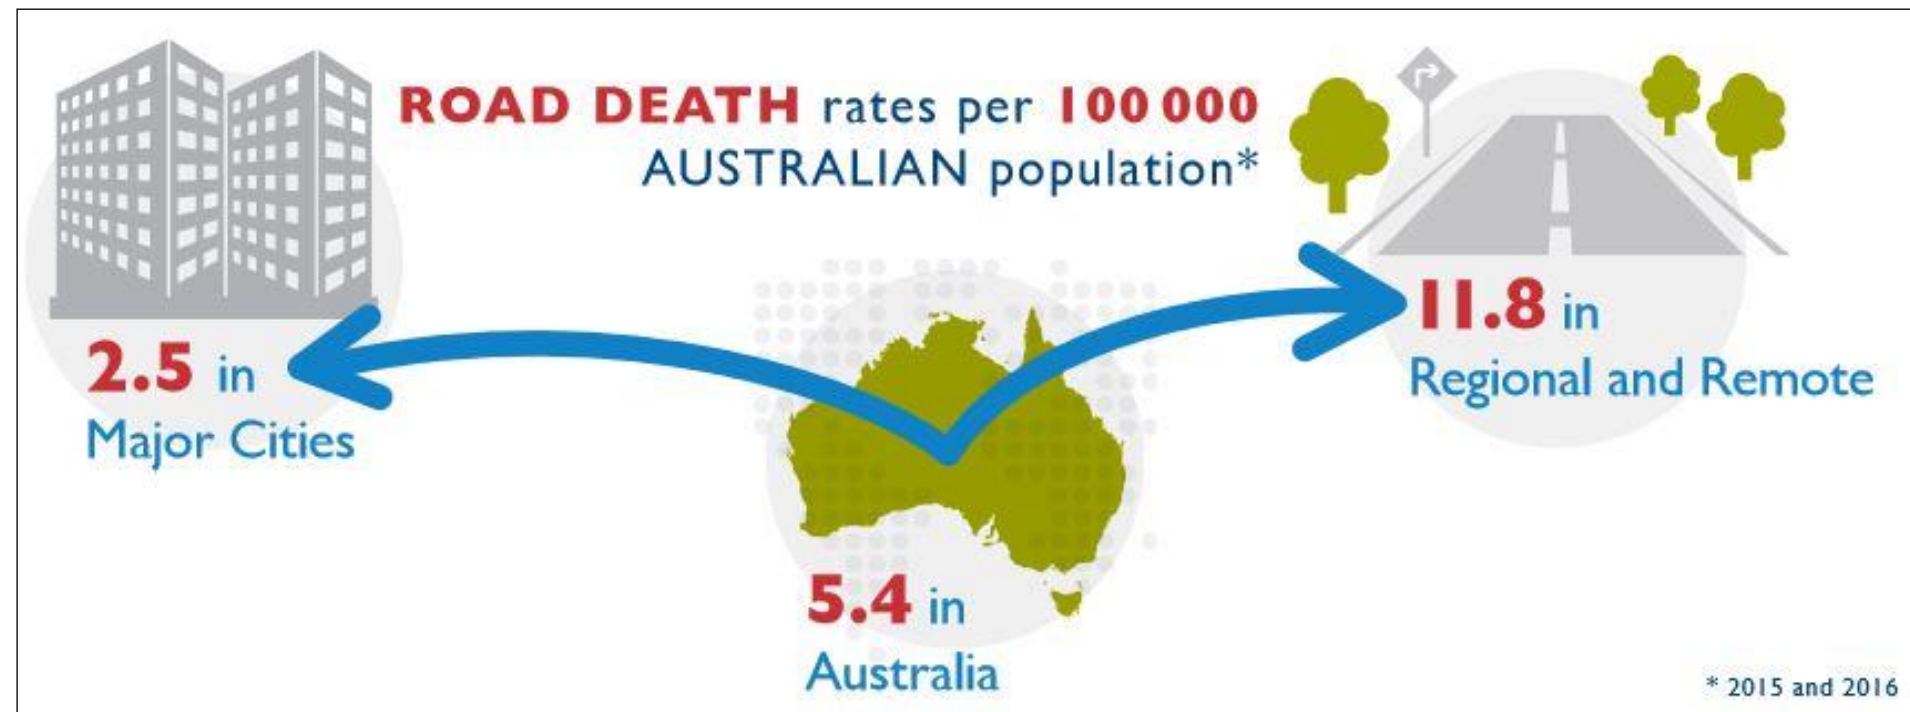 ROAD DEATH rates per 100 000
AUSTRALIAN population*
2.5 in
Major Cities
11.8 in
Regional and Remote
5.4 in
Australia
* 2015 and 2016